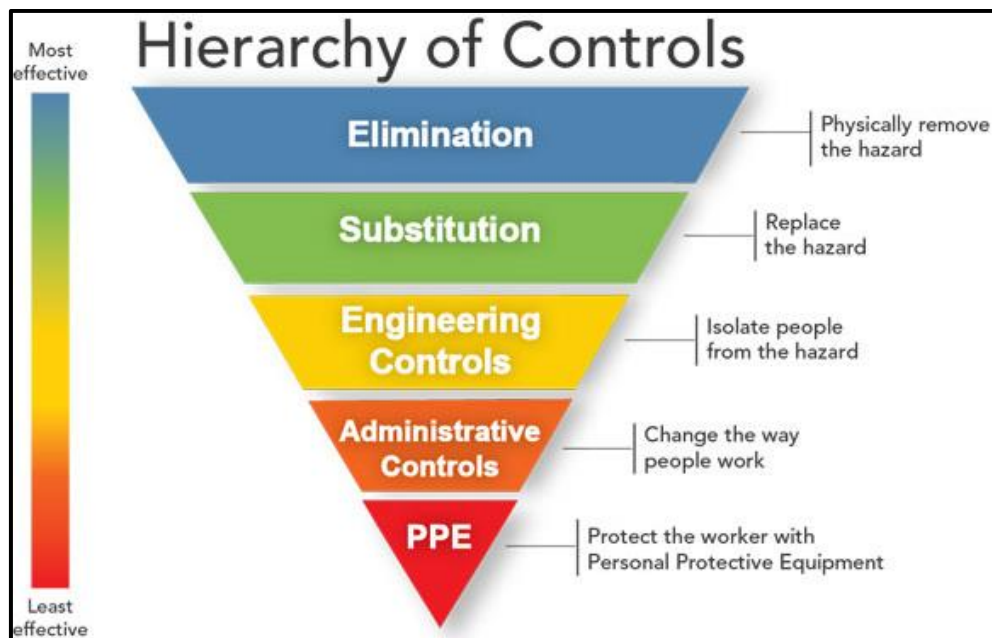 Hierarchy of Controls
Most
effective
Elimination
Physically remove
the hazard
Substitution
Replace
the hazard
Engineering
Controls
Isolate people
from the hazard
Administrative
Controls
Change the way
people work
PPE
Protect the worker with
Personal Protective Equipment
Least
effective